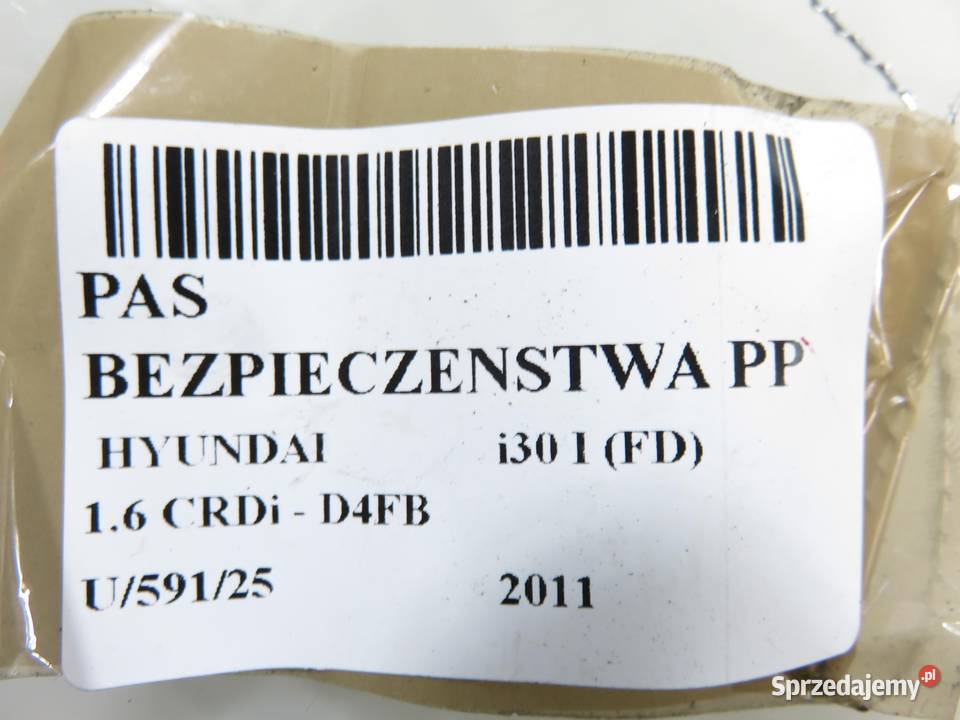 PAS
BEZPIECZENSTWA PP
HYUNDAI i30 I (FD)
1.6 CRDi - D4FB
U/591/25 2011
Sprzedajemy.pl